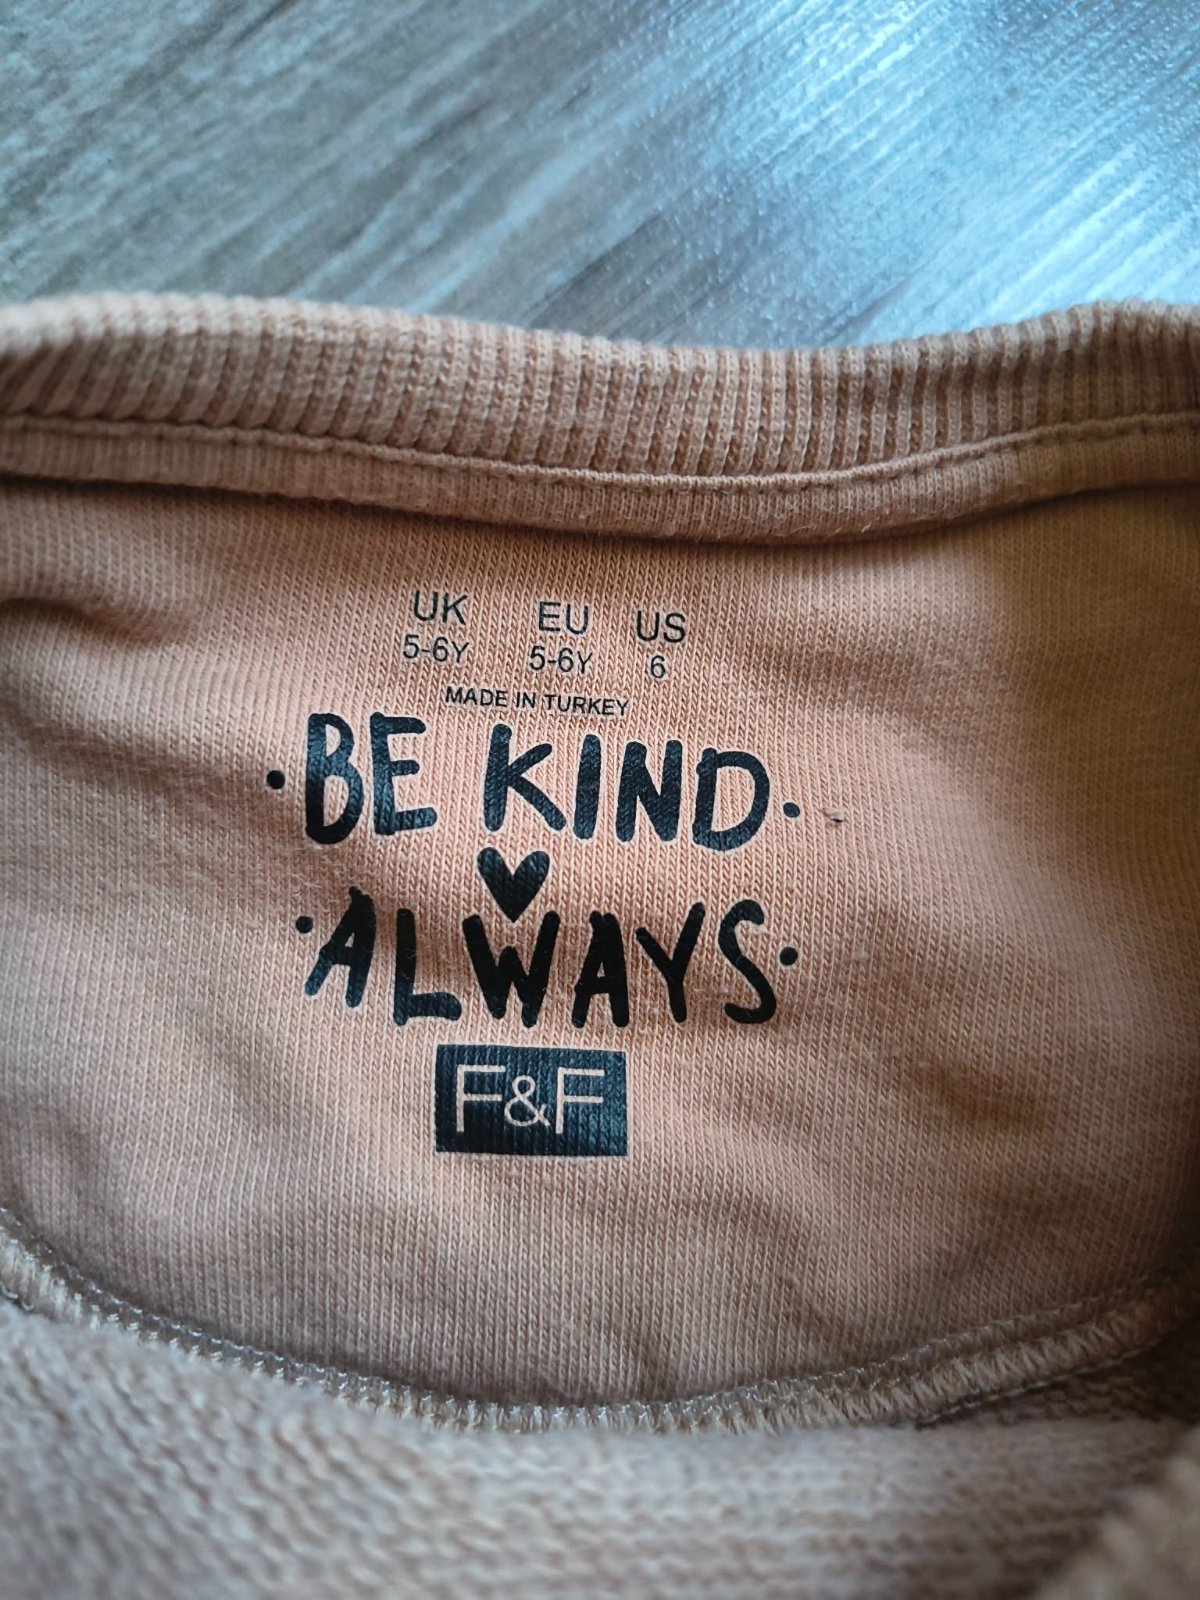 UK EU US
5-6Y 5-6Y 6
MADE IN TURKEY
·BE KIND·
♥
·ALWAYS·
F&F